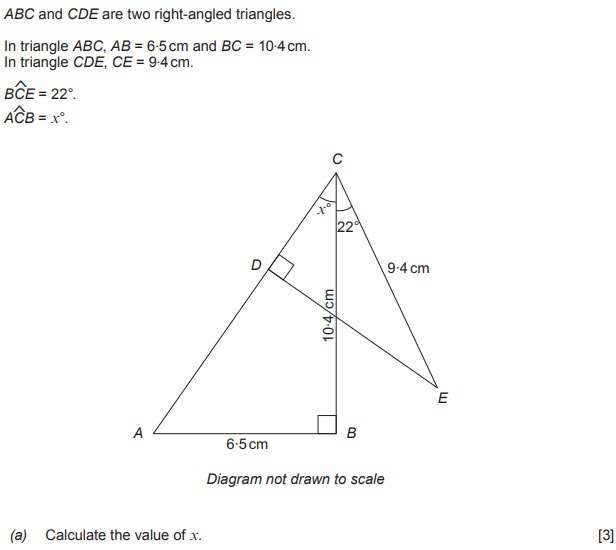 ABC and CDE are two right-angled triangles.
In triangle ABC, AB = 6·5 cm and BC = 10·4 cm.
In triangle CDE, CE = 9·4 cm.
BĈE = 22°.
AĈB = x°.
C
x°
22°
D
9·4 cm
10·4 cm
E
A
B
6·5 cm
Diagram not drawn to scale
(a) Calculate the value of x. [3]